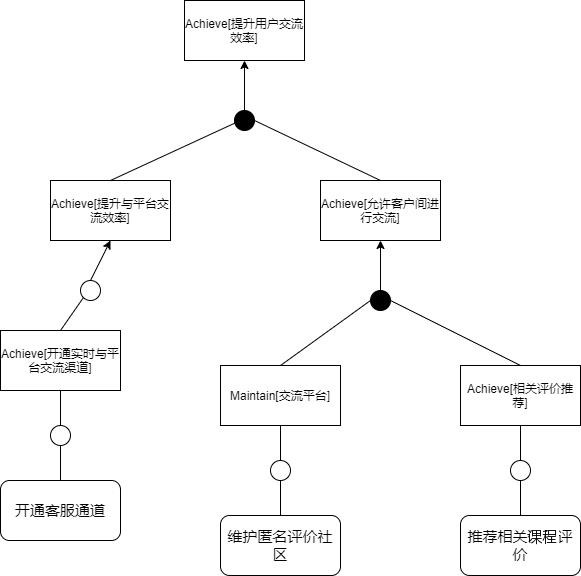 Achieve[提升用户交流
效率]
Achieve[提升与平台交
流效率]
Achieve[允许客户间进
行交流]
Achieve[开通实时与平
台交流渠道]
Maintain[交流平台]
Achieve[相关评价推
荐]
开通客服通道
维护匿名评价社
区
推荐相关课程评
价